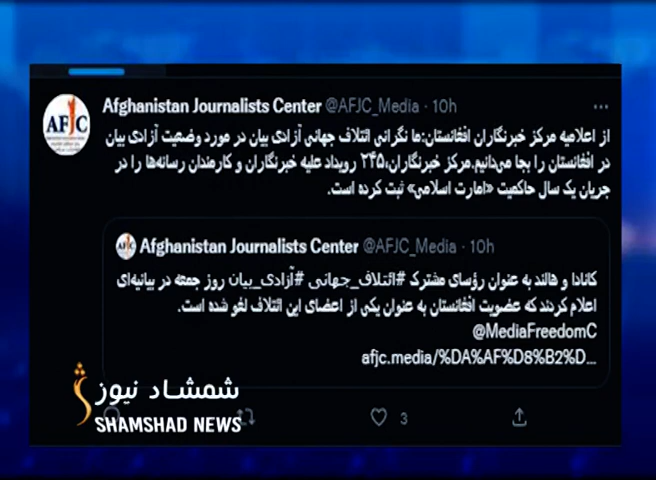 Afghanistan Journalists Center @AFJC_Media · 10h
AFJC
از اعلامیه مرکز خبرنگاران افغانستان:ما نگرانی ائتلاف جهانی آزادی بیان در مورد وضعیت آزادی بیان
در افغانستان را بجا می‌دانیم.مرکز خبرنگاران،۲۴۵ رویداد علیه خبرنگاران و کارمندان رسانه‌ها را در
جریان یک سال حاکمیت «امارت اسلامی» ثبت کرده است.
AFJC
Afghanistan Journalists Center @AFJC_Media · 10h
کانادا و هالند به عنوان رؤسای مشترک #ائتلاف_جهانی #آزادی_بیان روز جمعه در بیانیه‌ای
اعلام کردند که عضویت افغانستان به عنوان یکی از اعضای این ائتلاف لغو شده است.
@MediaFreedomC
afjc.media/%DA%AF%D8%B2%D...
3
شمشاد نیوز
SHAMSHAD NEWS